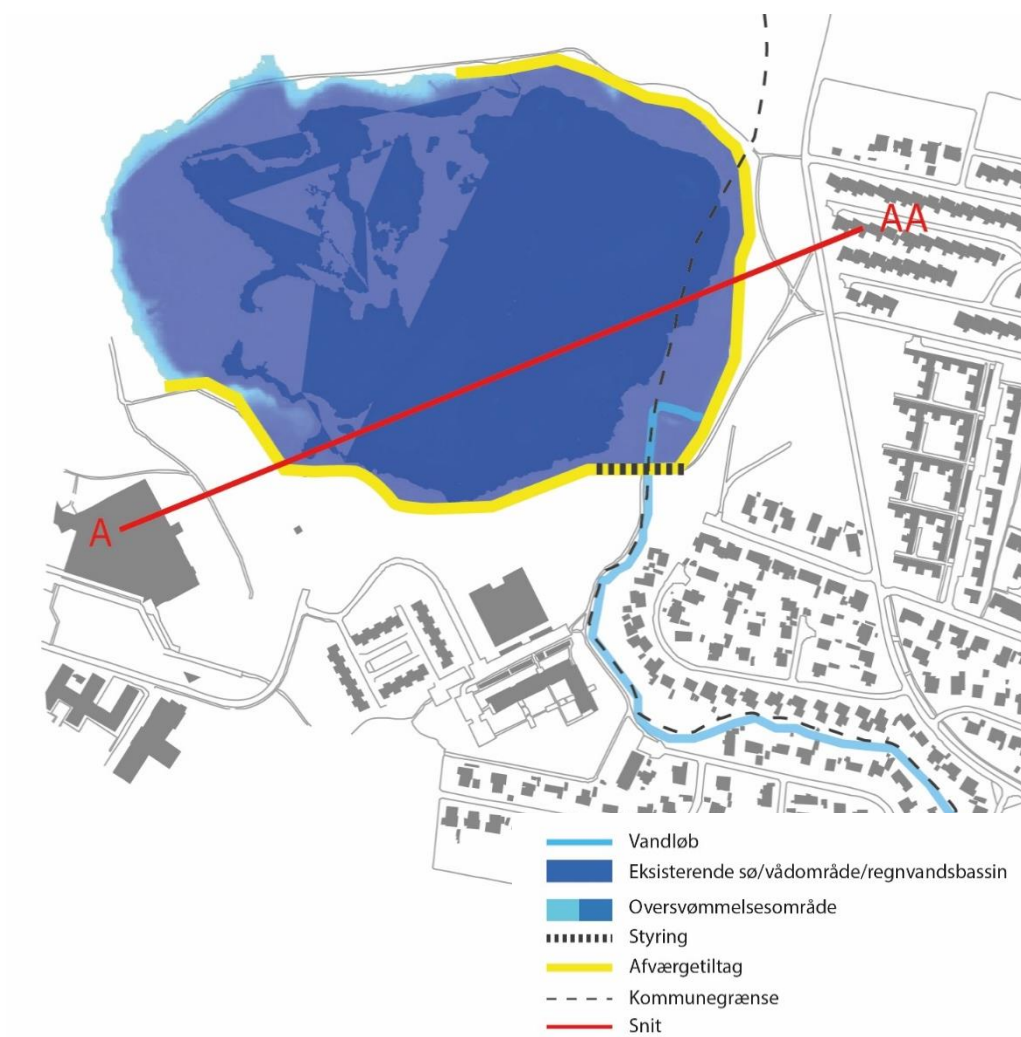 AA
A
Vandløb
Eksisterende sø/vådområde/regnvandsbassin
Oversvømmelsesområde
Styring
Afværgetiltag
Kommunegrænse
Snit